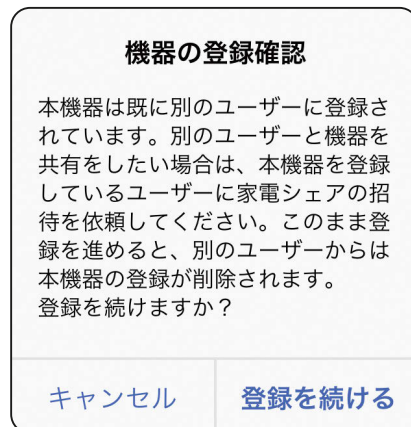 機器の登録確認
本機器は既に別のユーザーに登録さ
れています。別のユーザーと機器を
共有をしたい場合は、本機器を登録
しているユーザーに家電シェアの招
待を依頼してください。このまま登
録を進めると、別のユーザーからは
本機器の登録が削除されます。
登録を続けますか？
キャンセル 登録を続ける